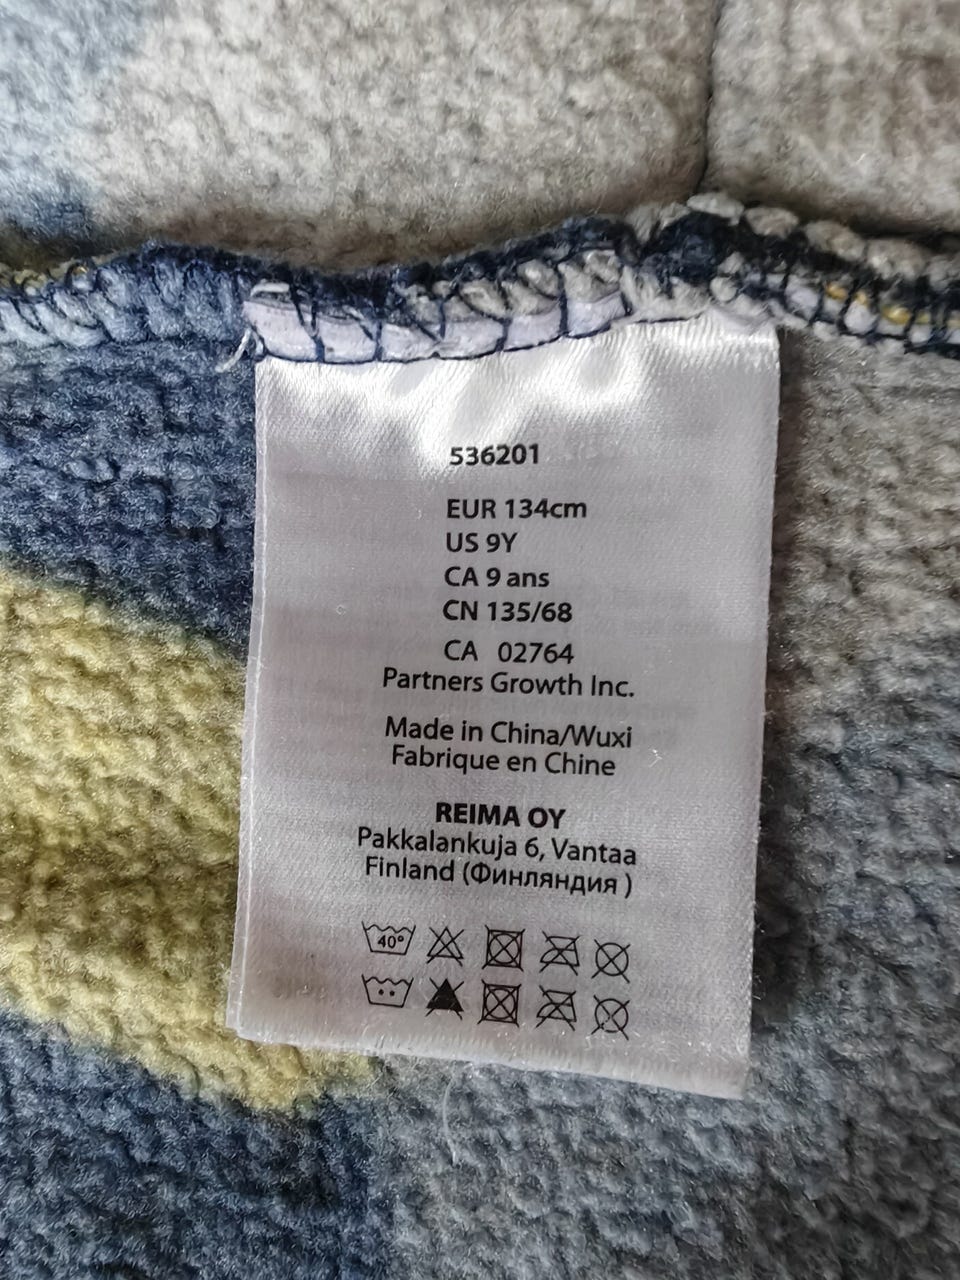 536201
EUR 134cm
US 9Y
CA 9 ans
CN 135/68
CA 02764
Partners Growth Inc.
Made in China/Wuxi
Fabrique en Chine
REIMA OY
Pakkalankuja 6, Vantaa
Finland (Финляндия )
40°